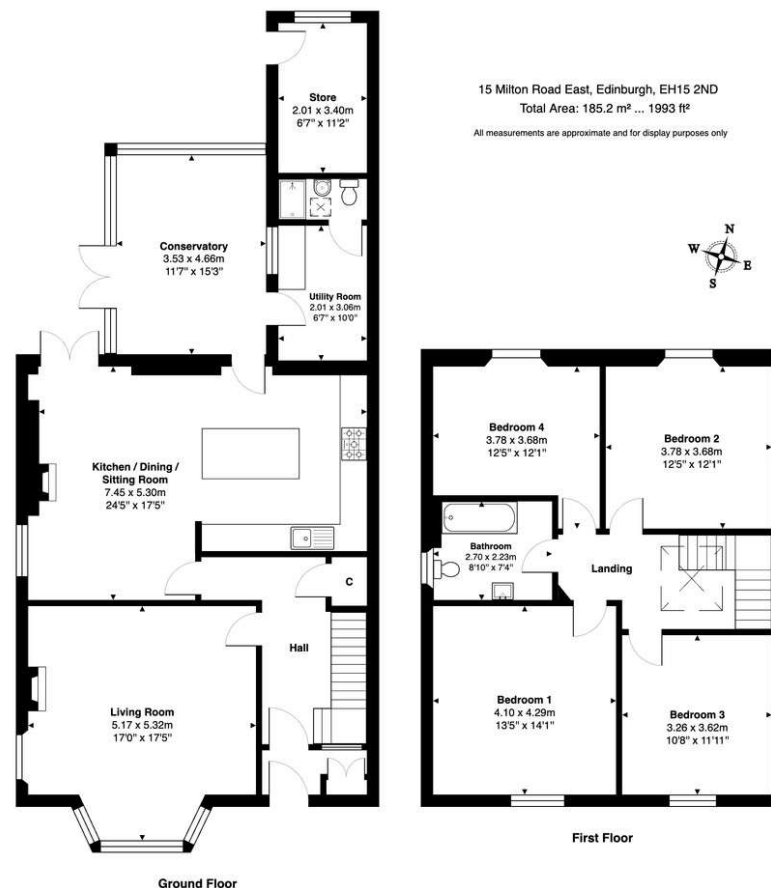 15 Milton Road East, Edinburgh, EH15 2ND
Total Area: 185.2 m² ... 1993 ft²
All measurements are approximate and for display purposes only
N
W
E
S
Store
2.01 x 3.40m
6'7" x 11'2"
Conservatory
3.53 x 4.66m
11'7" x 15'3"
Utility Room
2.01 x 3.06m
6'7" x 10'0"
Kitchen / Dining /
Sitting Room
7.45 x 5.30m
24'5" x 17'5"
C
Hall
Living Room
5.17 x 5.32m
17'0" x 17'5"
Ground Floor
Bedroom 4
3.78 x 3.68m
12'5" x 12'1"
Bedroom 2
3.78 x 3.68m
12'5" x 12'1"
Bathroom
2.70 x 2.23m
8'10" x 7'4"
Landing
Bedroom 1
4.10 x 4.29m
13'5" x 14'1"
Bedroom 3
3.26 x 3.62m
10'8" x 11'11"
First Floor